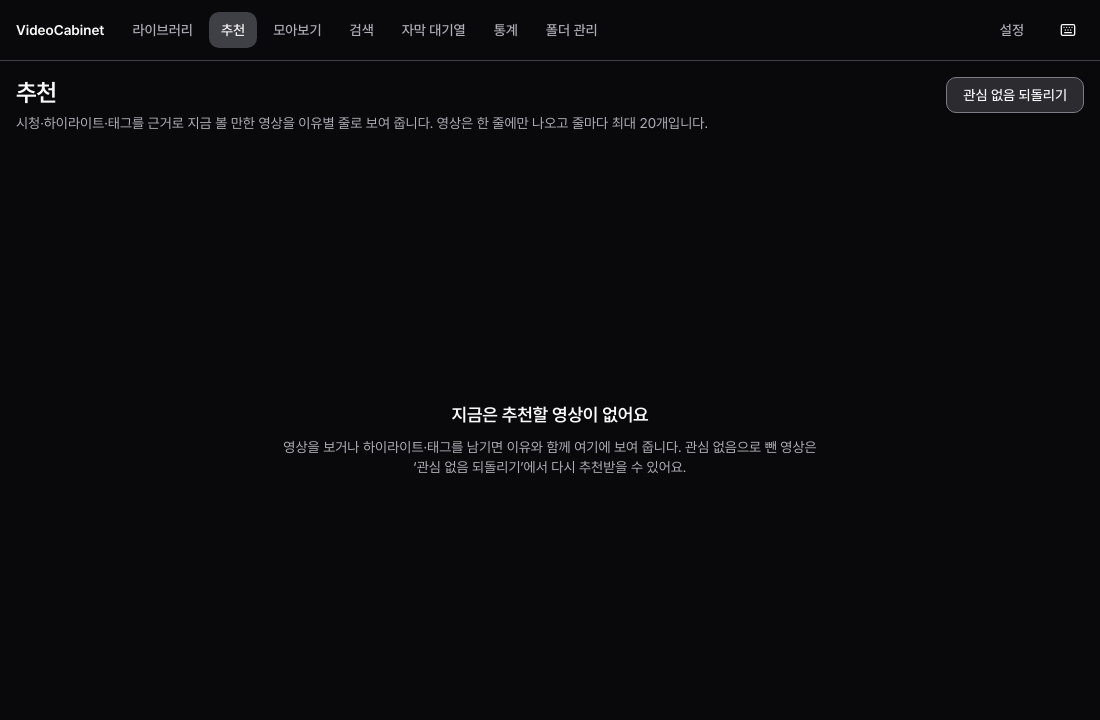 VideoCabinet 라이브러리 추천 모아보기 검색 자막 대기열 통계 폴더 관리 설정
추천
관심 없음 되돌리기
시청·하이라이트·태그를 근거로 지금 볼 만한 영상을 이유별 줄로 보여 줍니다. 영상은 한 줄에만 나오고 줄마다 최대 20개입니다.
지금은 추천할 영상이 없어요
영상을 보거나 하이라이트·태그를 남기면 이유와 함께 여기에 보여 줍니다. 관심 없음으로 뺀 영상은
‘관심 없음 되돌리기’에서 다시 추천받을 수 있어요.